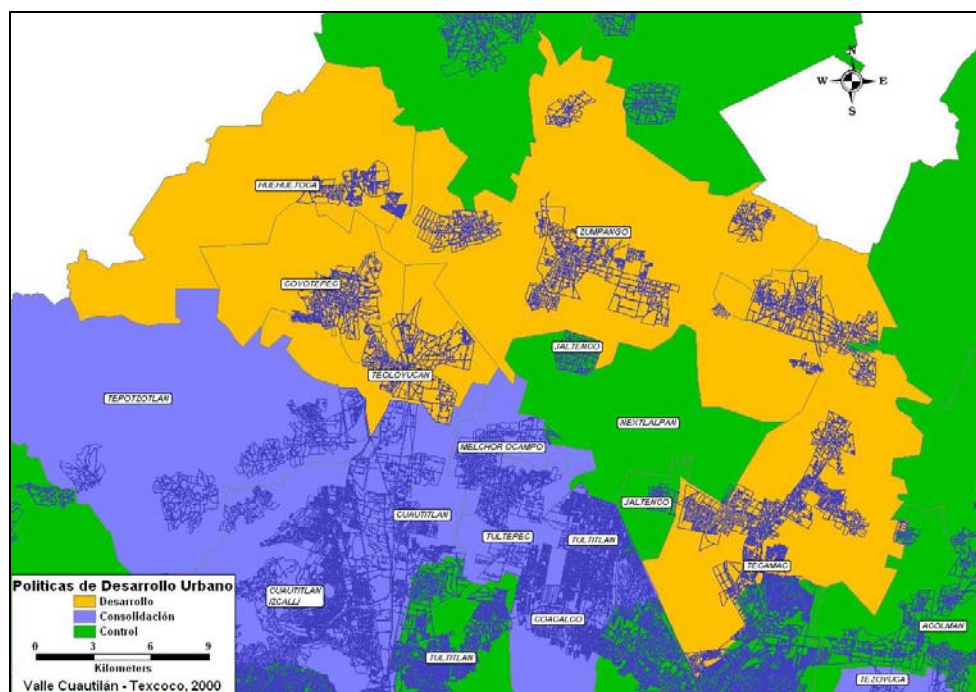 N
W E
S
HUEHUETOCA
ZUMPANGO
COYOTEPEC
JALTENCO
TEOLOYUCAN
TEPOTZOTLAN
NEXTLALPAN
MELCHOR OCAMPO
JALTENCO
CUAUTITLAN
TULTEPEC
TULTITLAN
TECAMAC
CUAUTITLAN
IZCALLI
COACALCO
ACOLMAN
TULTITLAN
TEZOYUCA
Políticas de Desarrollo Urbano
Desarrollo
Consolidación
Control
0 3 6 9
Kilometers
Valle Cuautilán - Texcoco, 2000